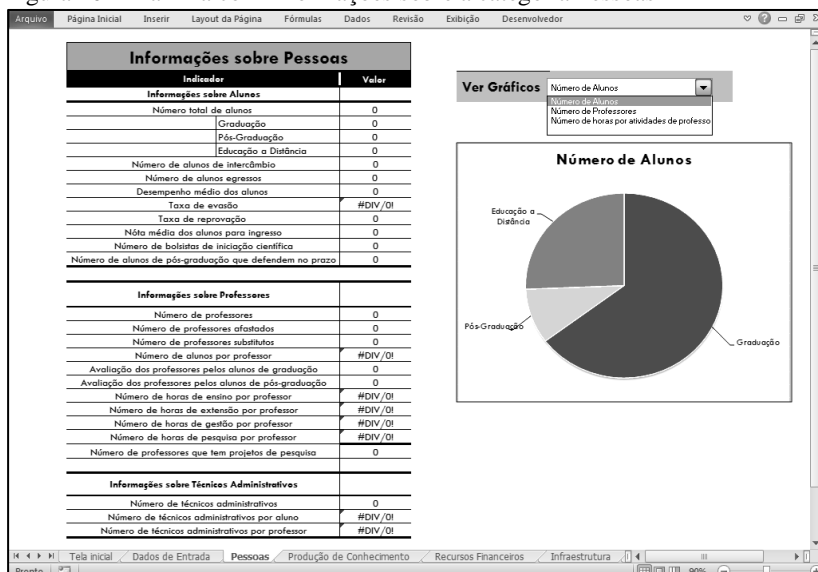 Arquivo Página Inicial Inserir Layout da Página Fórmulas Dados Revisão Exibição Desenvolvedor
Informações sobre Pessoas
Indicador Valor
Informações sobre Alunos
Número total de alunos 0
Graduação 0
Pós-Graduação 0
Educação a Distância 0
Número de alunos de intercâmbio 0
Número de alunos egressos 0
Desempenho médio dos alunos 0
Taxa de evasão #DIV/0!
Taxa de reprovação 0
Nóta média dos alunos para ingresso 0
Número de bolsistas de iniciação científica 0
Número de alunos de pós-graduação que defendem no prazo 0
Informações sobre Professores
Número de professores 0
Número de professores afastados 0
Número de professores substitutos 0
Número de alunos por professor #DIV/0!
Avaliação dos professores pelos alunos de graduação 0
Avaliação dos professores pelos alunos de pós-graduação 0
Número de horas de ensino por professor #DIV/0!
Número de horas de extensão por professor #DIV/0!
Número de horas de gestão por professor #DIV/0!
Número de horas de pesquisa por professor #DIV/0!
Número de professores que tem projetos de pesquisa 0
Informações sobre Técnicos Administrativos
Número de técnicos administrativos 0
Número de técnicos administrativos por aluno #DIV/0!
Número de técnicos administrativos por professor #DIV/0!
Ver Gráficos Número de Alunos
Número de Alunos
Número de Professores
Número de horas por atividades de professo
Número de Alunos
Educação a
Distância
Pós-Graduação
Graduação
Tela inicial Dados de Entrada Pessoas Produção de Conhecimento Recursos Financeiros Infraestrutura
Pronto 90%